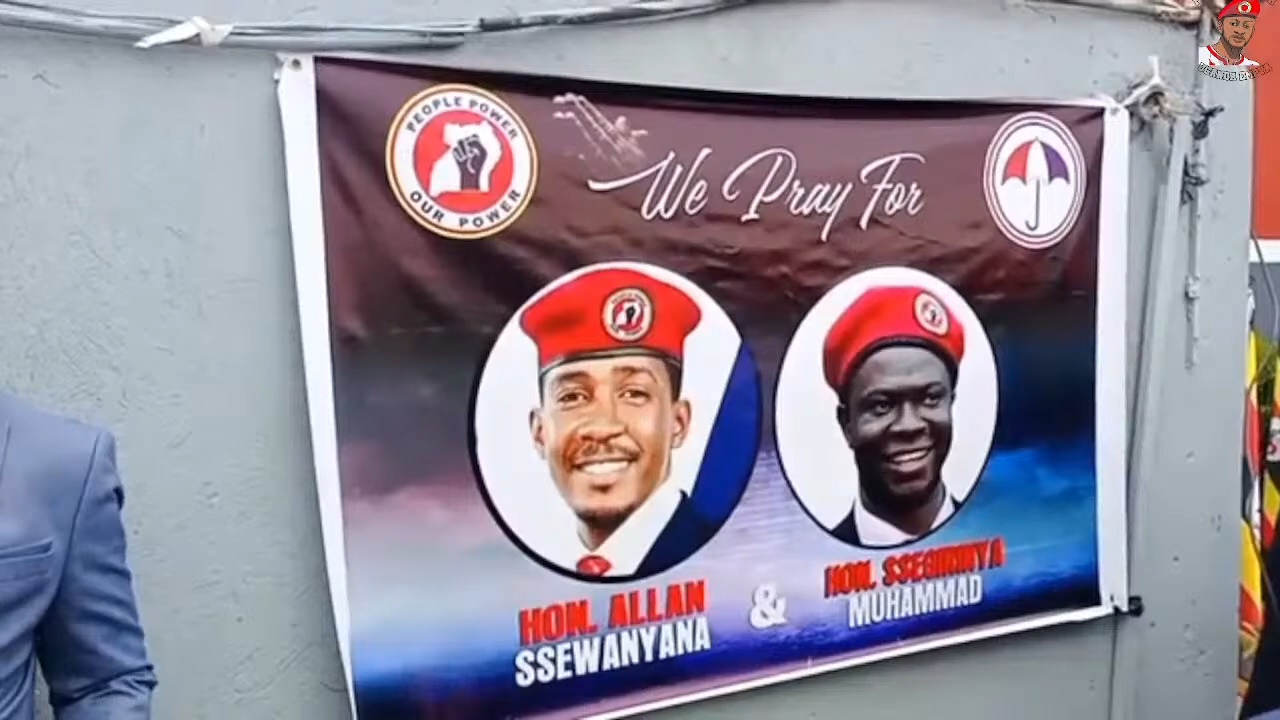 PEOPLE POWER
OUR POWER
We Pray For
HON. ALLAN
SSEWANYANA
&
HON. SSEGIRINYA
MUHAMMAD